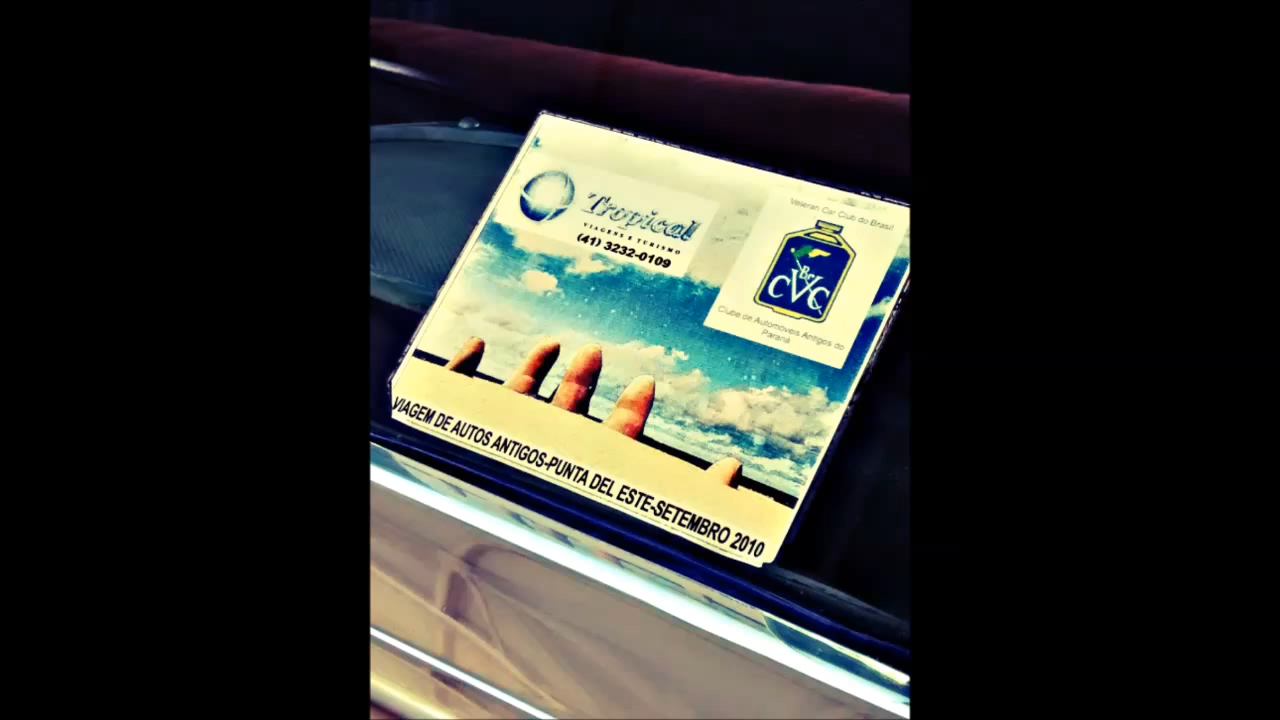 Tropical
VIAGENS E TURISMO
(41) 3232-0109
Veteran Car Club do Brasil
Br
CVC
Clube de Automóveis Antigos do
Paraná
VIAGEM DE AUTOS ANTIGOS-PUNTA DEL ESTE-SETEMBRO 2010